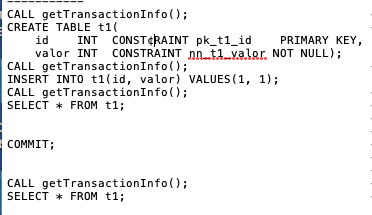 CALL getTransactionInfo();
CREATE TABLE t1(
id INT CONSTRAINT pk_t1_id PRIMARY KEY,
valor INT CONSTRAINT nn_t1_valor NOT NULL);
CALL getTransactionInfo();
INSERT INTO t1(id, valor) VALUES(1, 1);
CALL getTransactionInfo();
SELECT * FROM t1;
COMMIT;
CALL getTransactionInfo();
SELECT * FROM t1;